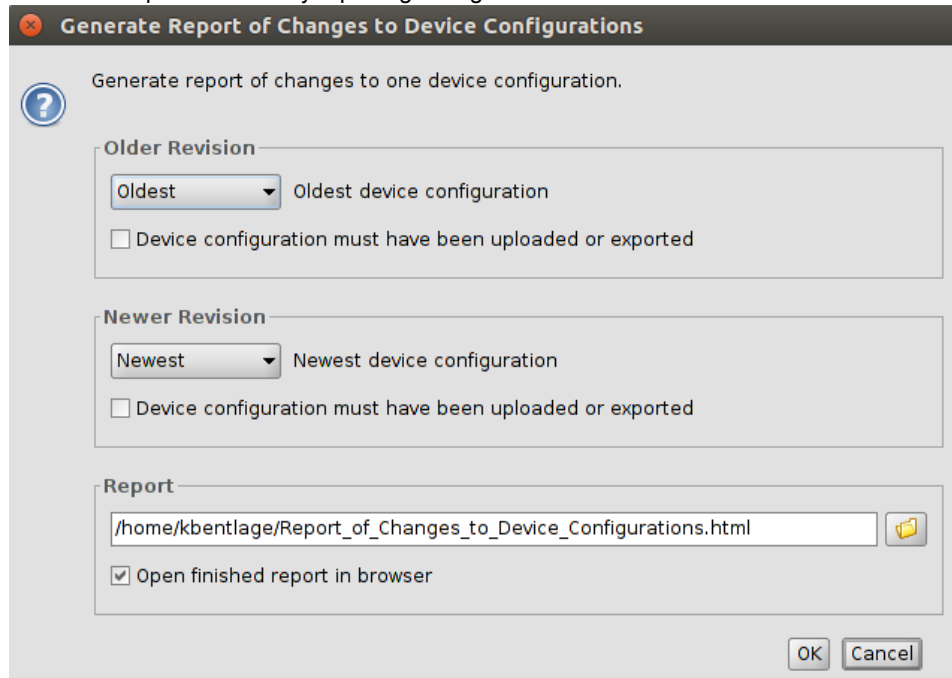 Generate Report of Changes to Device Configurations
Generate report of changes to one device configuration.
Older Revision
Oldest Oldest device configuration
Device configuration must have been uploaded or exported
Newer Revision
Newest Newest device configuration
Device configuration must have been uploaded or exported
Report
/home/kbentlage/Report_of_Changes_to_Device_Configurations.html
Open finished report in browser
OK Cancel